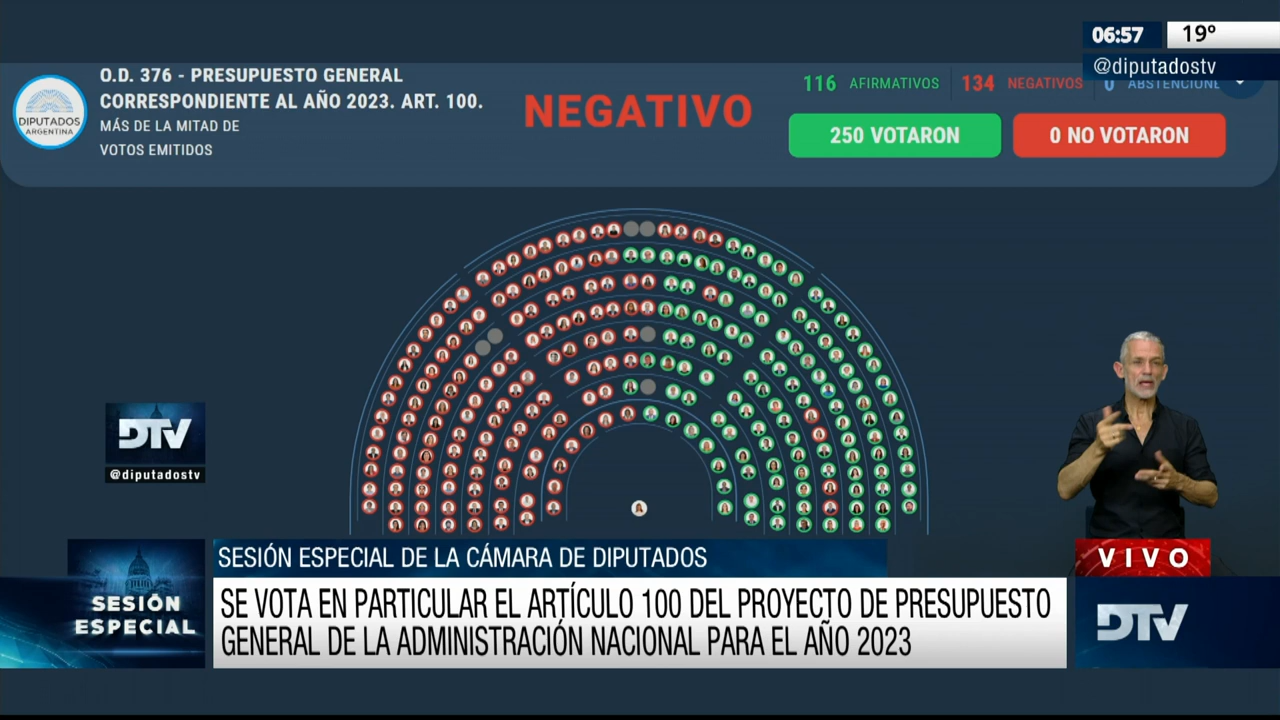 06:57
19°
@diputadostv
DIPUTADOS
ARGENTINA
O.D. 376 - PRESUPUESTO GENERAL
CORRESPONDIENTE AL AÑO 2023. ART. 100.
MÁS DE LA MITAD DE
VOTOS EMITIDOS
NEGATIVO
116 AFIRMATIVOS
134 NEGATIVOS
0 ABSTENCIONE
250 VOTARON
0 NO VOTARON
DTV
@diputadostv
SESIÓN ESPECIAL DE LA CÁMARA DE DIPUTADOS
VIVO
SESIÓN
ESPECIAL
SE VOTA EN PARTICULAR EL ARTÍCULO 100 DEL PROYECTO DE PRESUPUESTO
GENERAL DE LA ADMINISTRACIÓN NACIONAL PARA EL AÑO 2023
DTV